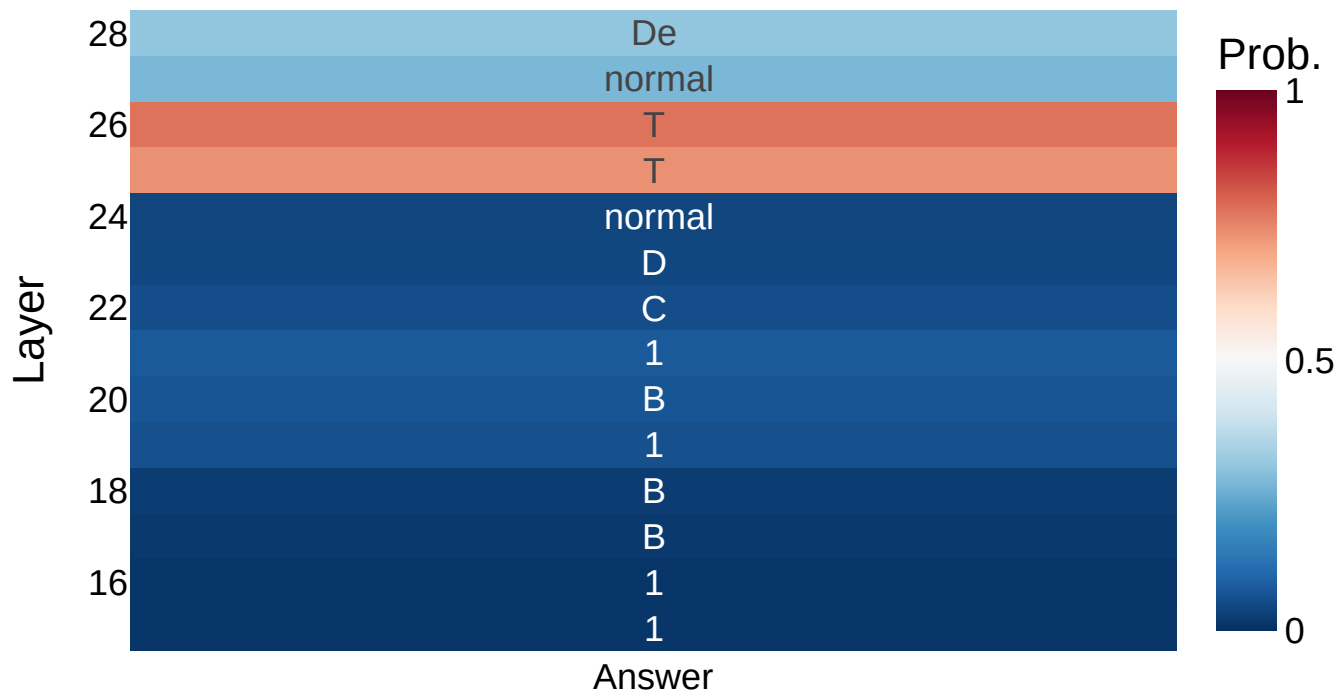 28 De
normal
26 T
T
24 normal
D
22 C
1
20 B
1
18 B
B
16 1
1
Layer
Answer
Prob.
1
0.5
0